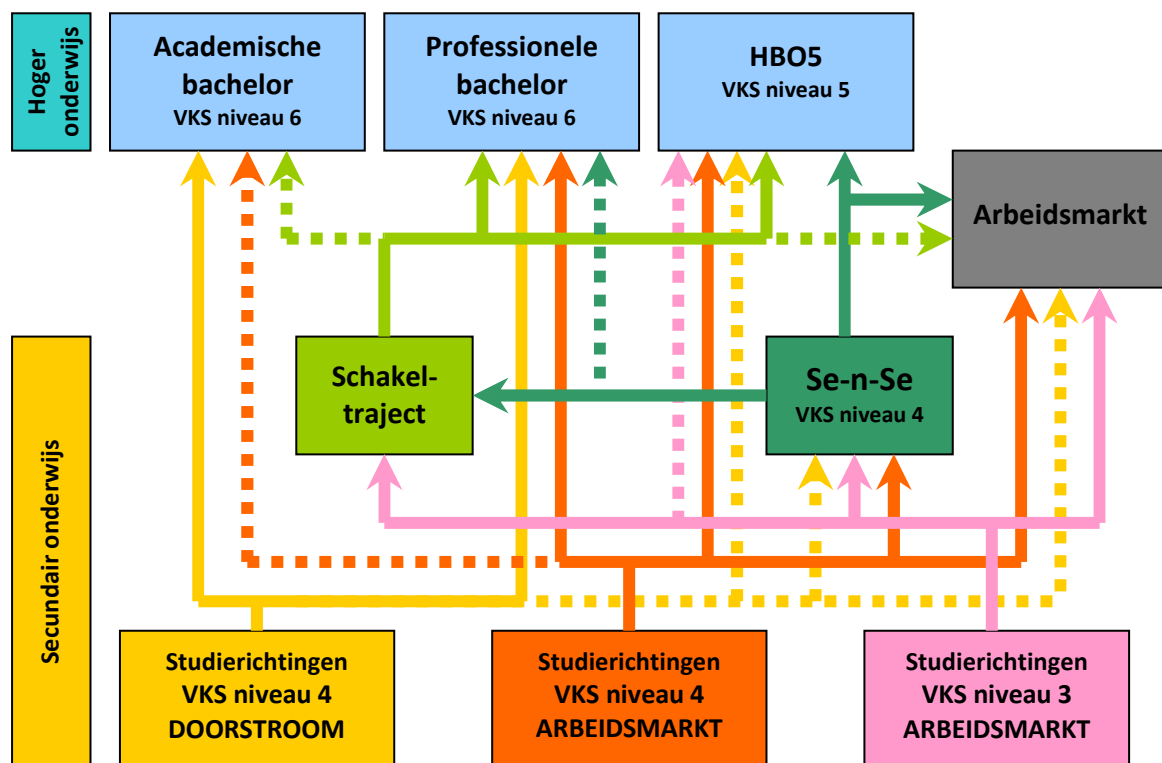 Hoger
onderwijs
Academische
bachelor
VKS niveau 6
Professionele
bachelor
VKS niveau 6
HBO5
VKS niveau 5
Arbeidsmarkt
Schakel-
traject
Se-n-Se
VKS niveau 4
Secundair onderwijs
Studierichtingen
VKS niveau 4
DOORSTROOM
Studierichtingen
VKS niveau 4
ARBEIDSMARKT
Studierichtingen
VKS niveau 3
ARBEIDSMARKT